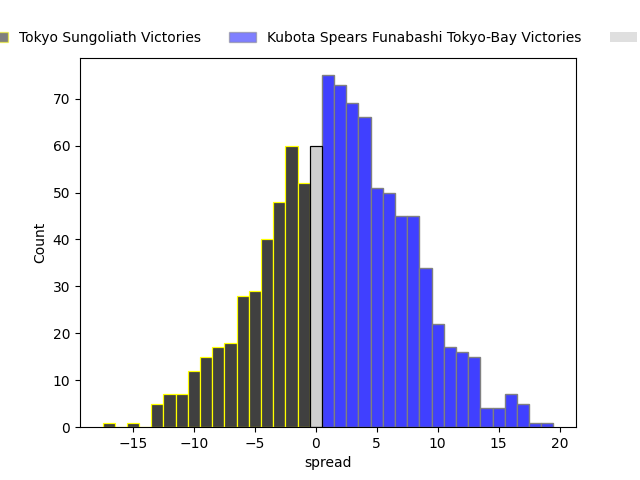 Tokyo Sungoliath Victories Kubota Spears Funabashi Tokyo-Bay Victories
70
60
50
40
30
20
10
0
Count
−15 −10 −5 0 5 10 15 20
spread